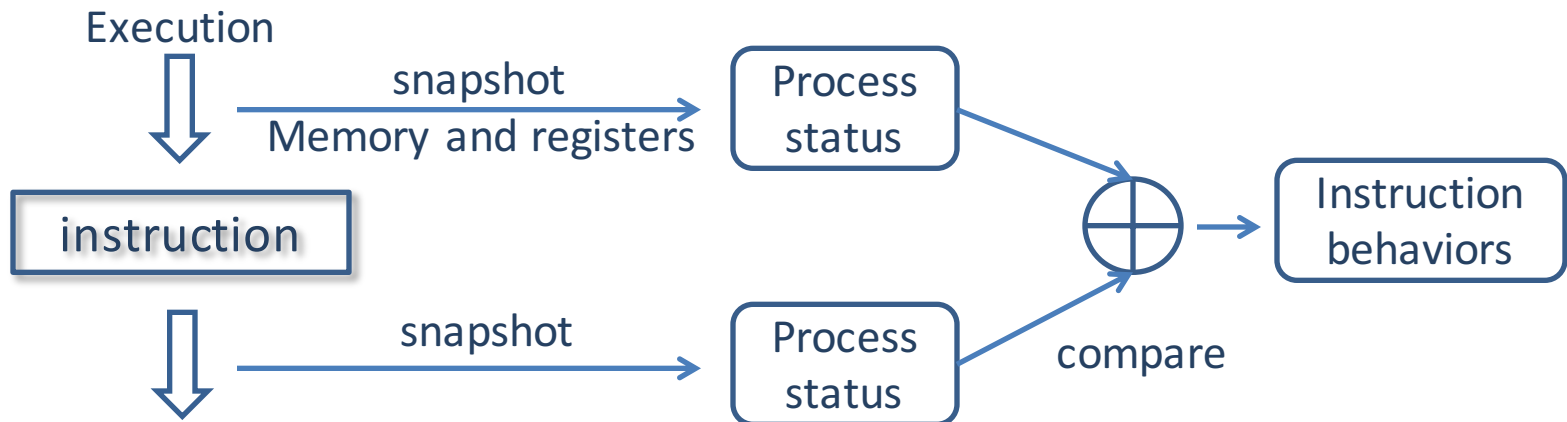 Execution
snapshot
Memory and registers
Process
status
instruction
Instruction
behaviors
snapshot
Process
status
compare